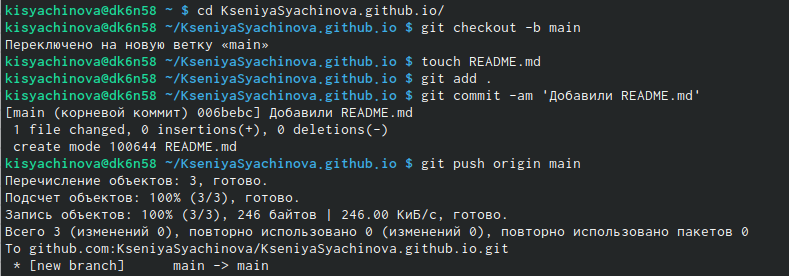 kisyachinova@dk6n58 ~ $ cd KseniyaSyachinova.github.io/
kisyachinova@dk6n58 ~/KseniyaSyachinova.github.io $ git checkout -b main
Переключено на новую ветку «main»
kisyachinova@dk6n58 ~/KseniyaSyachinova.github.io $ touch README.md
kisyachinova@dk6n58 ~/KseniyaSyachinova.github.io $ git add .
kisyachinova@dk6n58 ~/KseniyaSyachinova.github.io $ git commit -am 'Добавили README.md'
[main (корневой коммит) 006bebc] Добавили README.md
 1 file changed, 0 insertions(+), 0 deletions(-)
 create mode 100644 README.md
kisyachinova@dk6n58 ~/KseniyaSyachinova.github.io $ git push origin main
Перечисление объектов: 3, готово.
Подсчет объектов: 100% (3/3), готово.
Запись объектов: 100% (3/3), 246 байтов | 246.00 КиБ/с, готово.
Всего 3 (изменений 0), повторно использовано 0 (изменений 0), повторно использовано пакетов 0
To github.com:KseniyaSyachinova/KseniyaSyachinova.github.io.git
 * [new branch]      main -> main